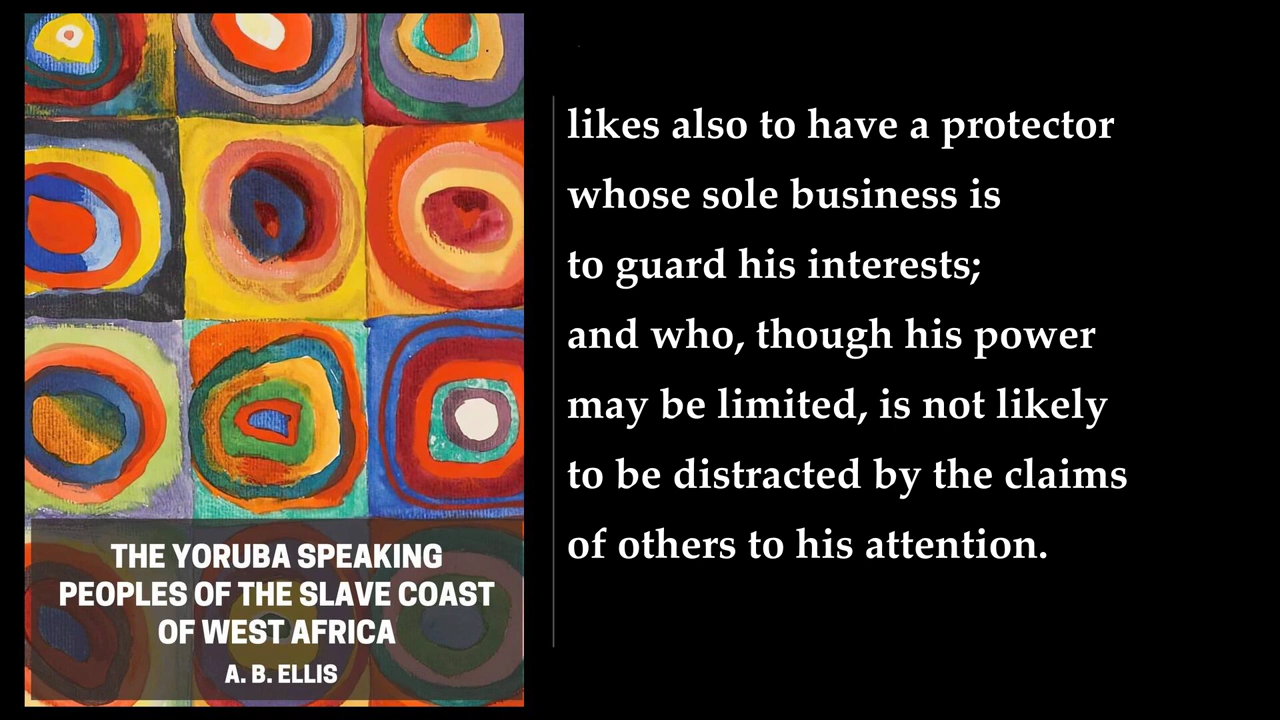 THE YORUBA SPEAKING
PEOPLES OF THE SLAVE COAST
OF WEST AFRICA
A. B. ELLIS
likes also to have a protector
whose sole business is
to guard his interests;
and who, though his power
may be limited, is not likely
to be distracted by the claims
of others to his attention.